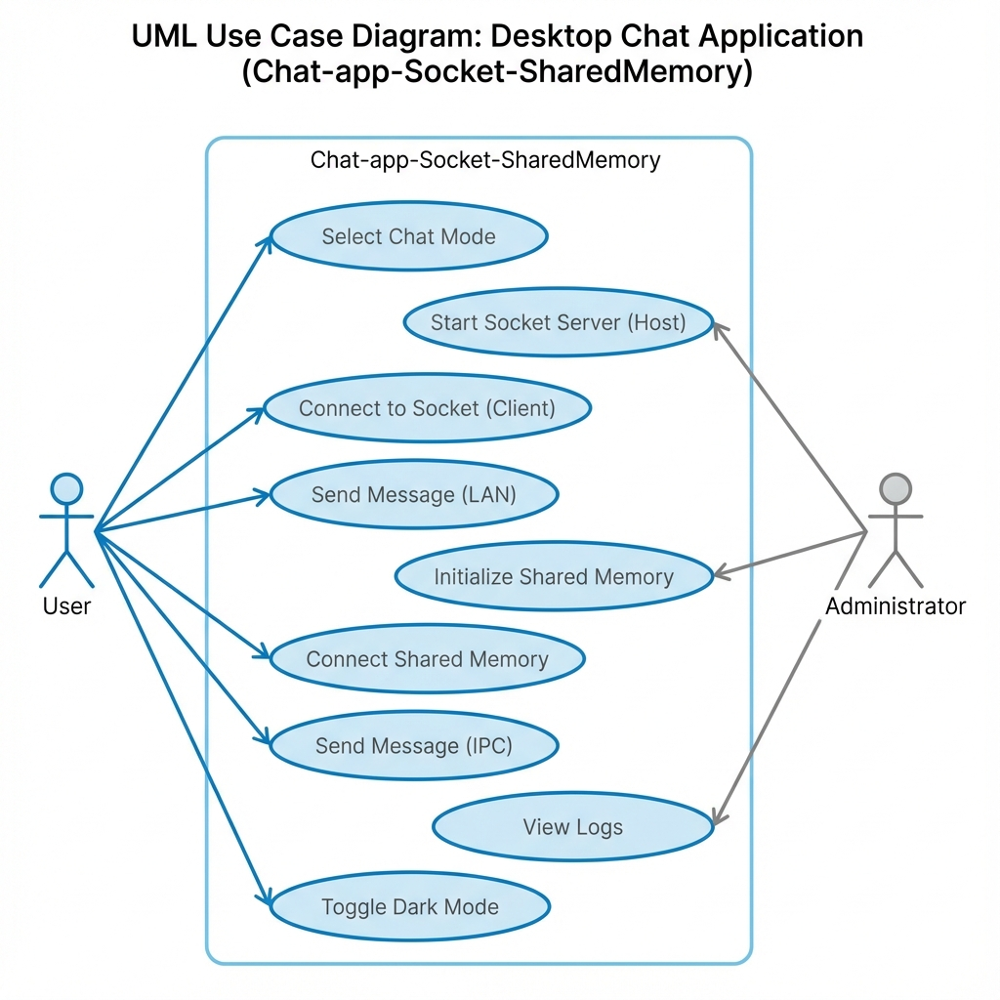 UML Use Case Diagram: Desktop Chat Application
(Chat-app-Socket-SharedMemory)
Chat-app-Socket-SharedMemory
Select Chat Mode
Start Socket Server (Host)
Connect to Socket (Client)
Send Message (LAN)
Initialize Shared Memory
User
Administrator
Connect Shared Memory
Send Message (IPC)
View Logs
Toggle Dark Mode